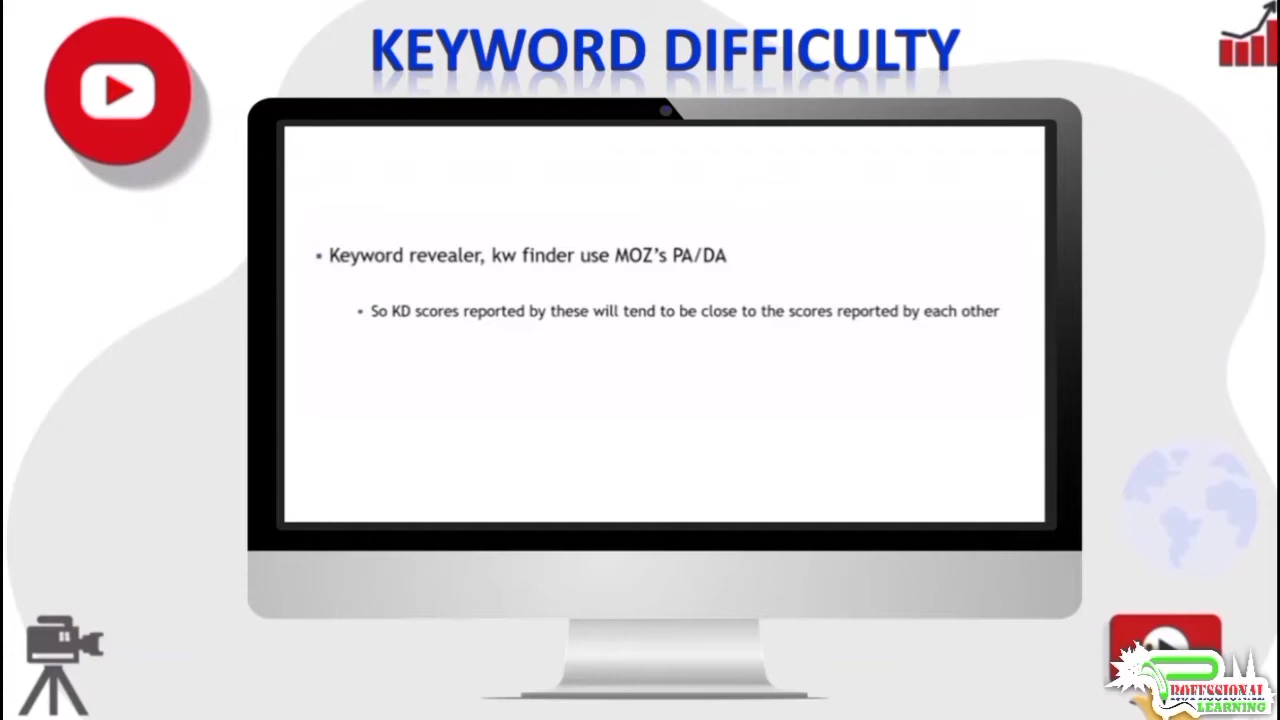 KEYWORD DIFFICULTY
▪ Keyword revealer, kw finder use MOZ's PA/DA
▪ So KD scores reported by these will tend to be close to the scores reported by each other
PROFESSIONAL
LEARNING